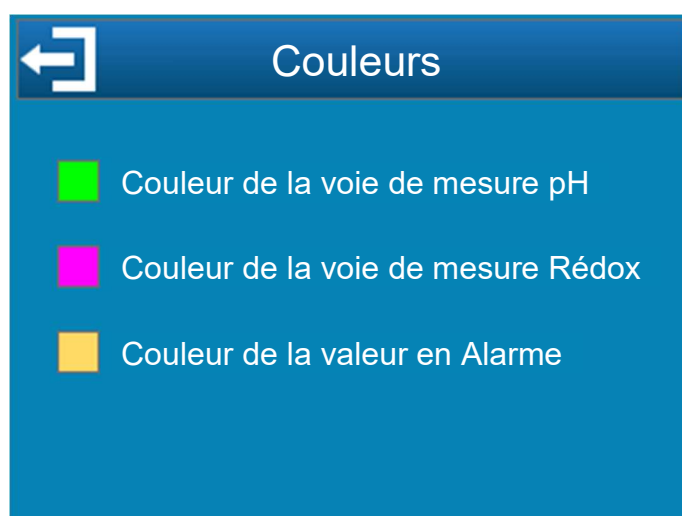 Couleurs
Couleur de la voie de mesure pH
Couleur de la voie de mesure Rédox
Couleur de la valeur en Alarme